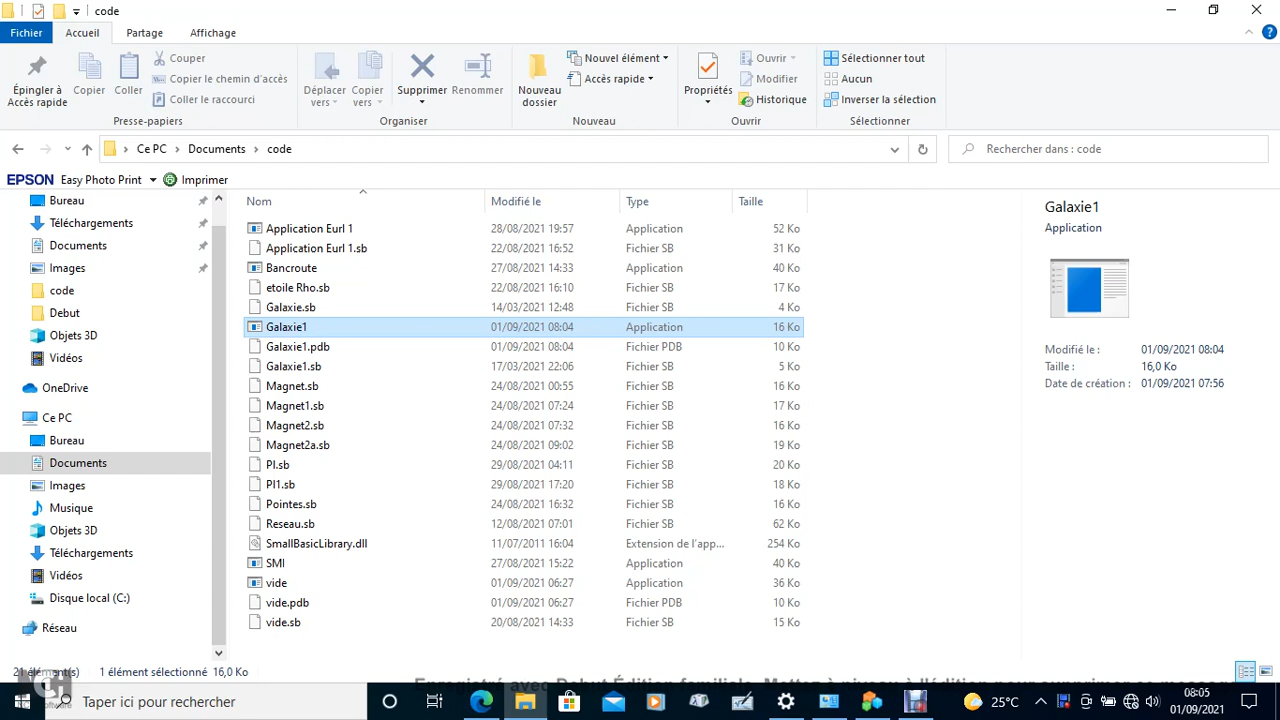 code
Fichier Accueil Partage Affichage
Épingler à Accès rapide
Copier
Coller
Couper
Copier le chemin d'accès
Coller le raccourci
Presse-papiers
Déplacer vers
Copier vers
Supprimer
Renommer
Organiser
Nouveau dossier
Nouvel élément
Accès rapide
Nouveau
Propriétés
Ouvrir
Modifier
Historique
Ouvrir
Sélectionner tout
Aucun
Inverser la sélection
Sélectionner
Ce PC > Documents > code
Rechercher dans : code
EPSON Easy Photo Print Imprimer
Bureau
Téléchargements
Documents
Images
code
Debut
Objets 3D
Vidéos
OneDrive
Ce PC
Bureau
Documents
Images
Musique
Objets 3D
Téléchargements
Vidéos
Disque local (C:)
Réseau
Nom Modifié le Type Taille
Application Eurl 1 28/08/2021 19:57 Application 52 Ko
Application Eurl 1.sb 22/08/2021 16:52 Fichier SB 31 Ko
Bancroute 27/08/2021 14:33 Application 40 Ko
etoile Rho.sb 22/08/2021 16:10 Fichier SB 17 Ko
Galaxie.sb 14/03/2021 12:48 Fichier SB 4 Ko
Galaxie1 01/09/2021 08:04 Application 16 Ko
Galaxie1.pdb 01/09/2021 08:04 Fichier PDB 10 Ko
Galaxie1.sb 17/03/2021 22:06 Fichier SB 5 Ko
Magnet.sb 24/08/2021 00:55 Fichier SB 16 Ko
Magnet1.sb 24/08/2021 07:24 Fichier SB 17 Ko
Magnet2.sb 24/08/2021 07:32 Fichier SB 16 Ko
Magnet2a.sb 24/08/2021 09:02 Fichier SB 19 Ko
PI.sb 29/08/2021 04:11 Fichier SB 20 Ko
PI1.sb 29/08/2021 17:20 Fichier SB 18 Ko
Pointes.sb 24/08/2021 16:32 Fichier SB 16 Ko
Reseau.sb 12/08/2021 07:01 Fichier SB 62 Ko
SmallBasicLibrary.dll 11/07/2011 16:04 Extension de l'app... 254 Ko
SMI 27/08/2021 15:22 Application 40 Ko
vide 01/09/2021 06:27 Application 36 Ko
vide.pdb 01/09/2021 06:27 Fichier PDB 10 Ko
vide.sb 20/08/2021 14:33 Fichier SB 15 Ko
Galaxie1
Application
Modifié le : 01/09/2021 08:04
Taille : 16,0 Ko
Date de création : 01/09/2021 07:56
21 élément(s) 1 élément sélectionné 16,0 Ko
Taper ici pour rechercher
25°C
08:05
01/09/2021